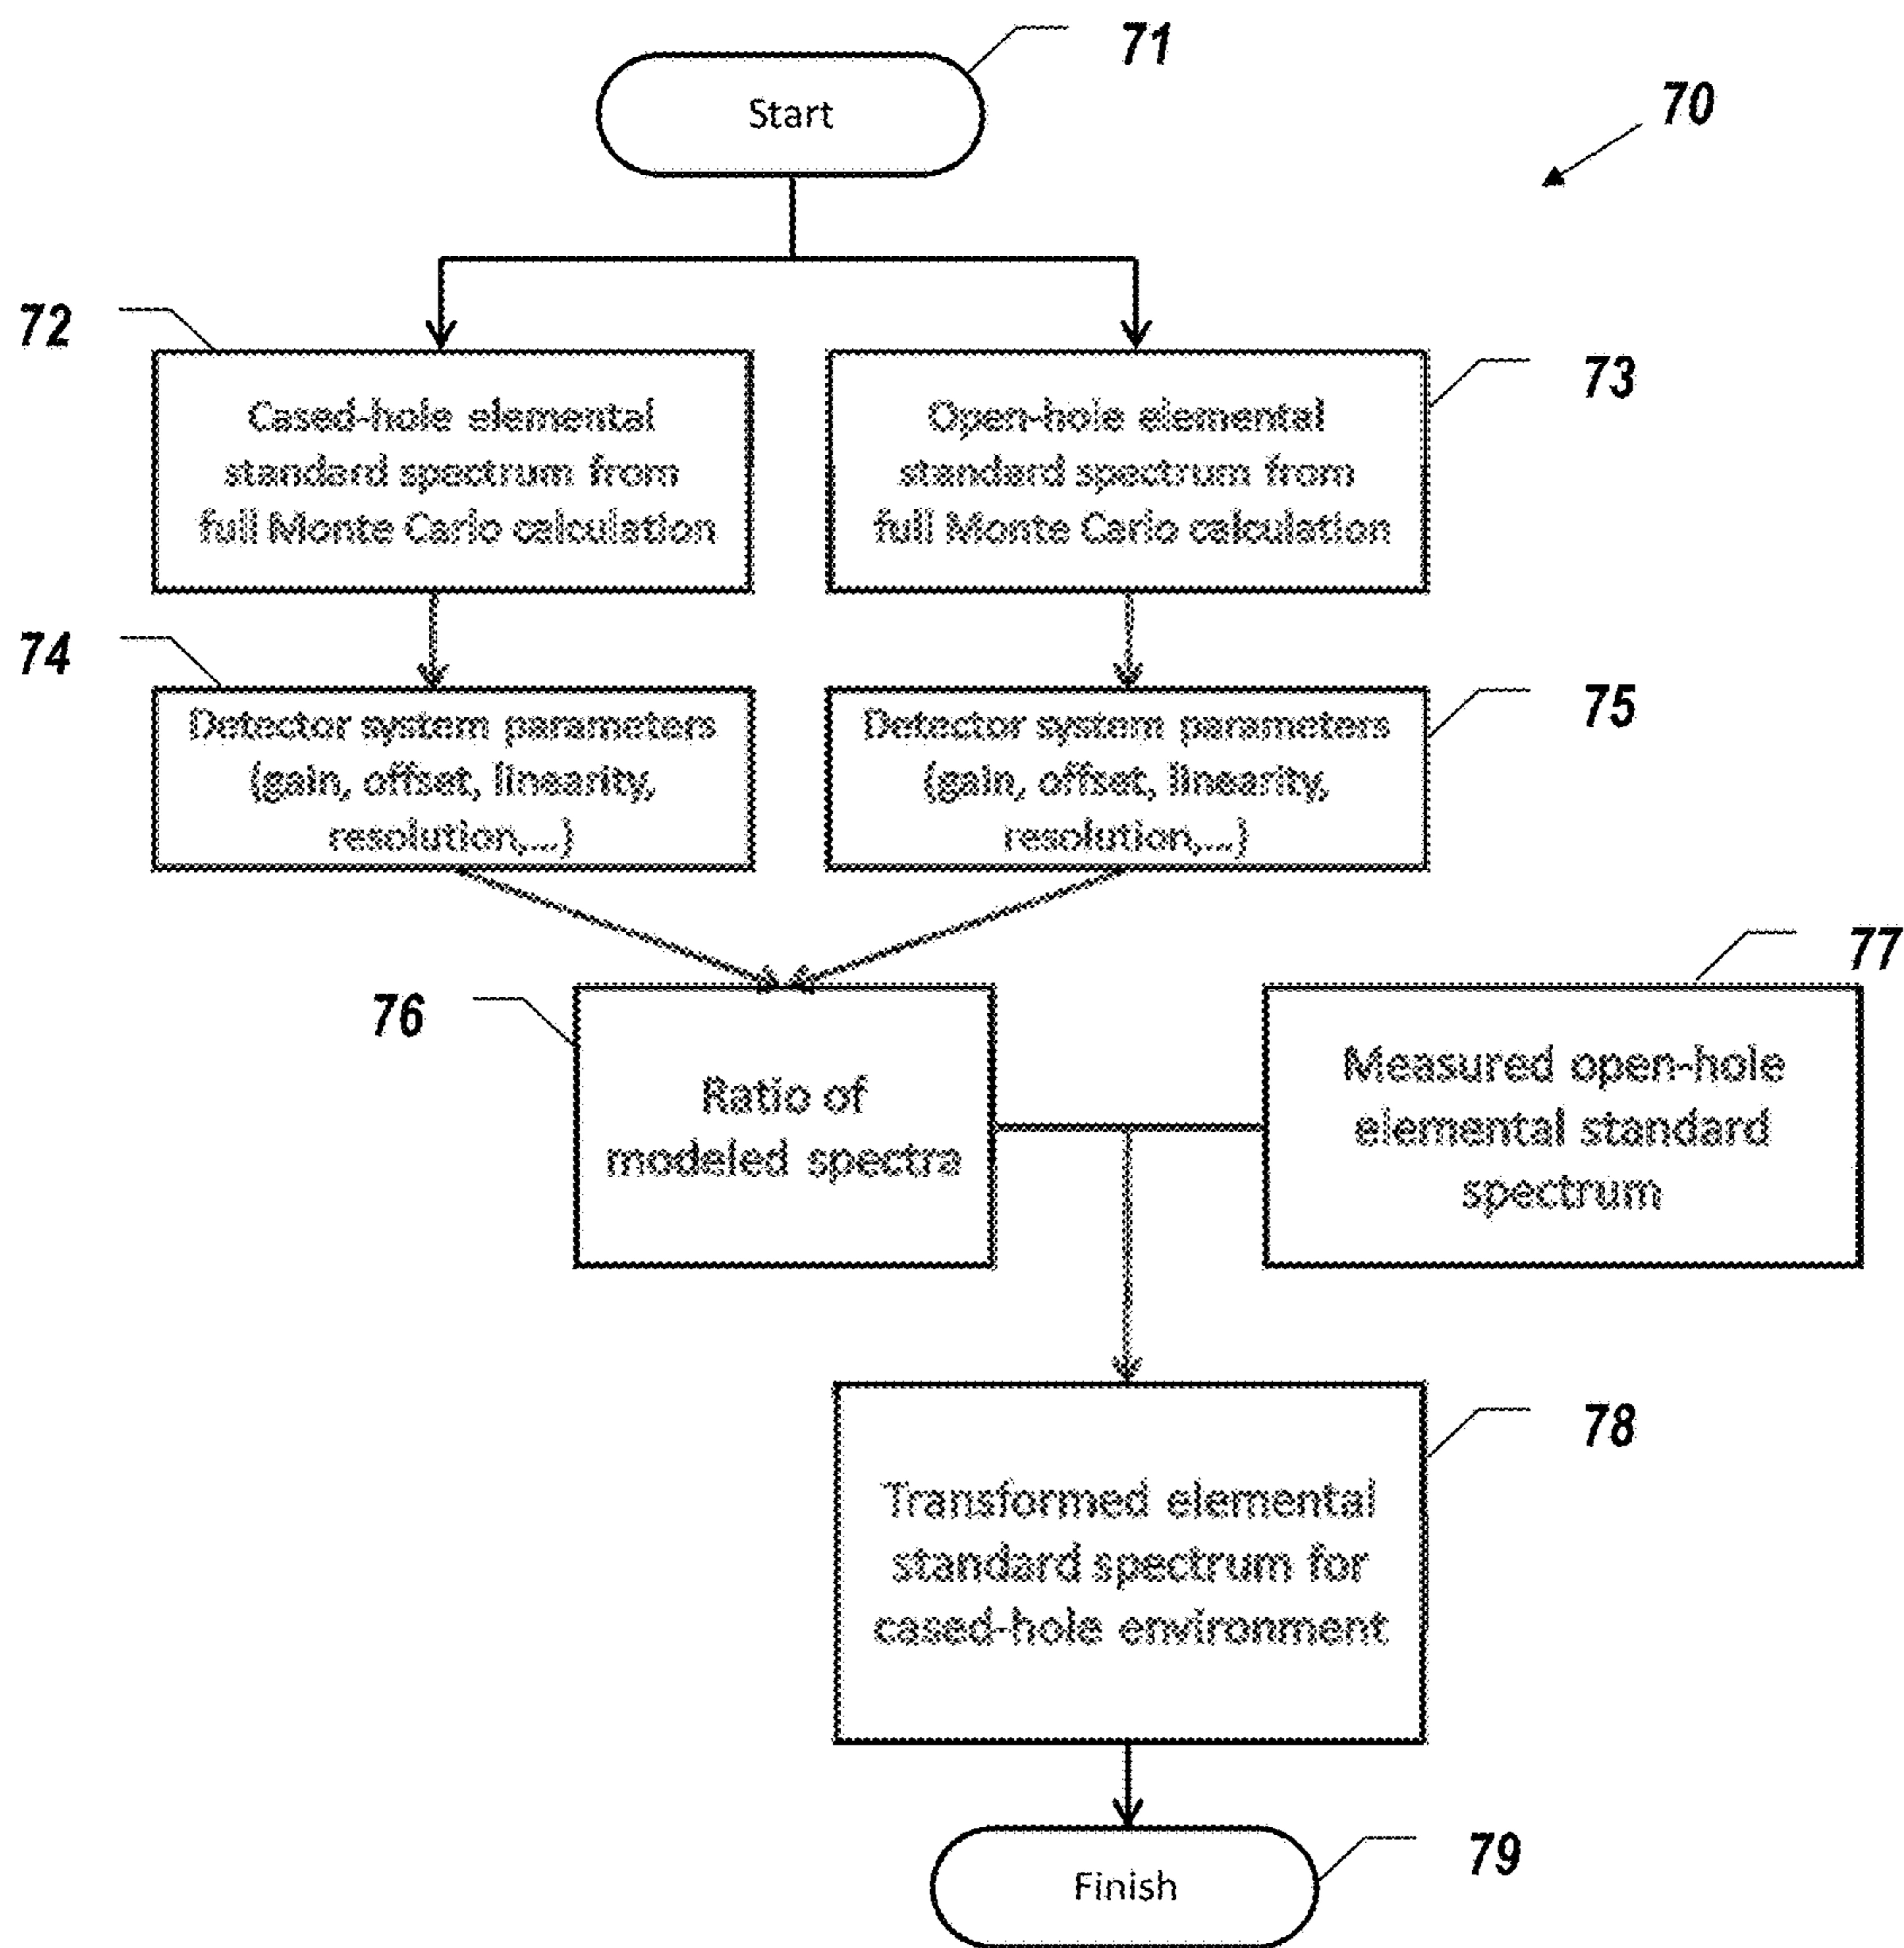 71
Start
70
72
Cased-hole elemental
standard spectrum from
full Monte Carlo calculation
73
Open-hole elemental
standard spectrum from
full Monte Carlo calculation
74
Detector system parameters
(gain, offset, linearity,
resolution,...)
75
Detector system parameters
(gain, offset, linearity,
resolution,...)
76
Ratio of
modeled spectra
77
Measured open-hole
elemental standard
spectrum
78
Transformed elemental
standard spectrum for
cased-hole environment
79
Finish